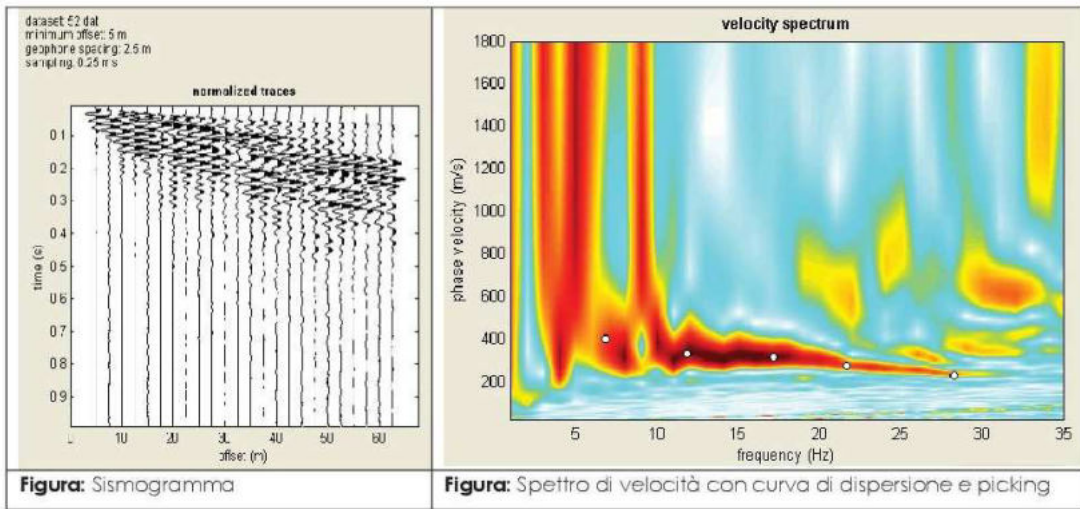 dataset: 52 dat
minimum offset: 5 m
geophone spacing: 2.5 m
sampling: 0.25 ms
normalized traces
0 1
0.2
0.3
0 4
0 5
0 6
0.7
0 8
0 9
time (s)
10
20
30
40
50
60
offset (m)
velocity spectrum
1800
1600
1400
1200
1000
800
600
400
200
phase velocity (m/s)
5
10
15
20
25
30
35
frequency (Hz)
Figura: Sismogramma
Figura: Spettro di velocità con curva di dispersione e picking